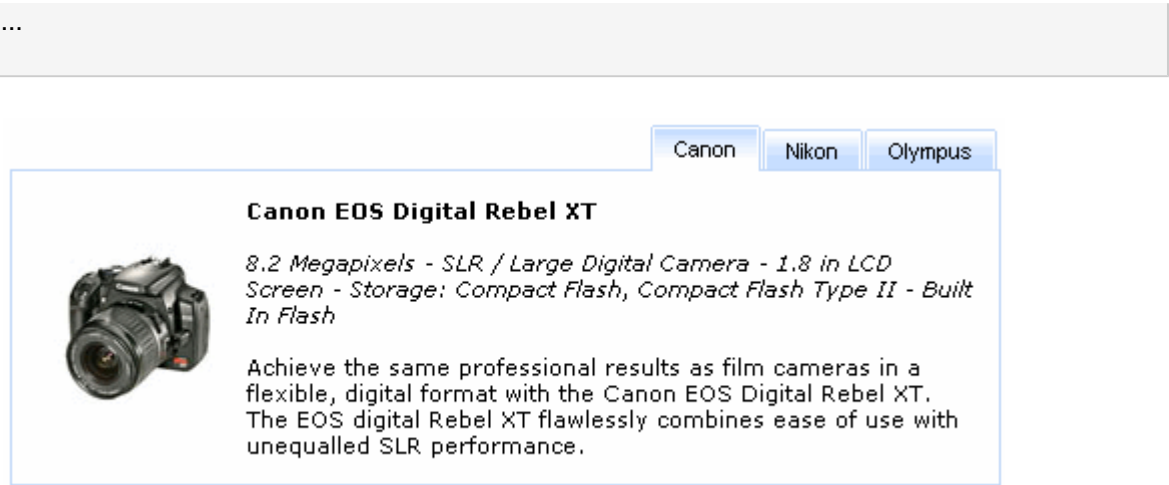 ...
Canon Nikon Olympus
Canon EOS Digital Rebel XT
8.2 Megapixels - SLR / Large Digital Camera - 1.8 in LCD
Screen - Storage: Compact Flash, Compact Flash Type II - Built
In Flash
Achieve the same professional results as film cameras in a
flexible, digital format with the Canon EOS Digital Rebel XT.
The EOS digital Rebel XT flawlessly combines ease of use with
unequalled SLR performance.